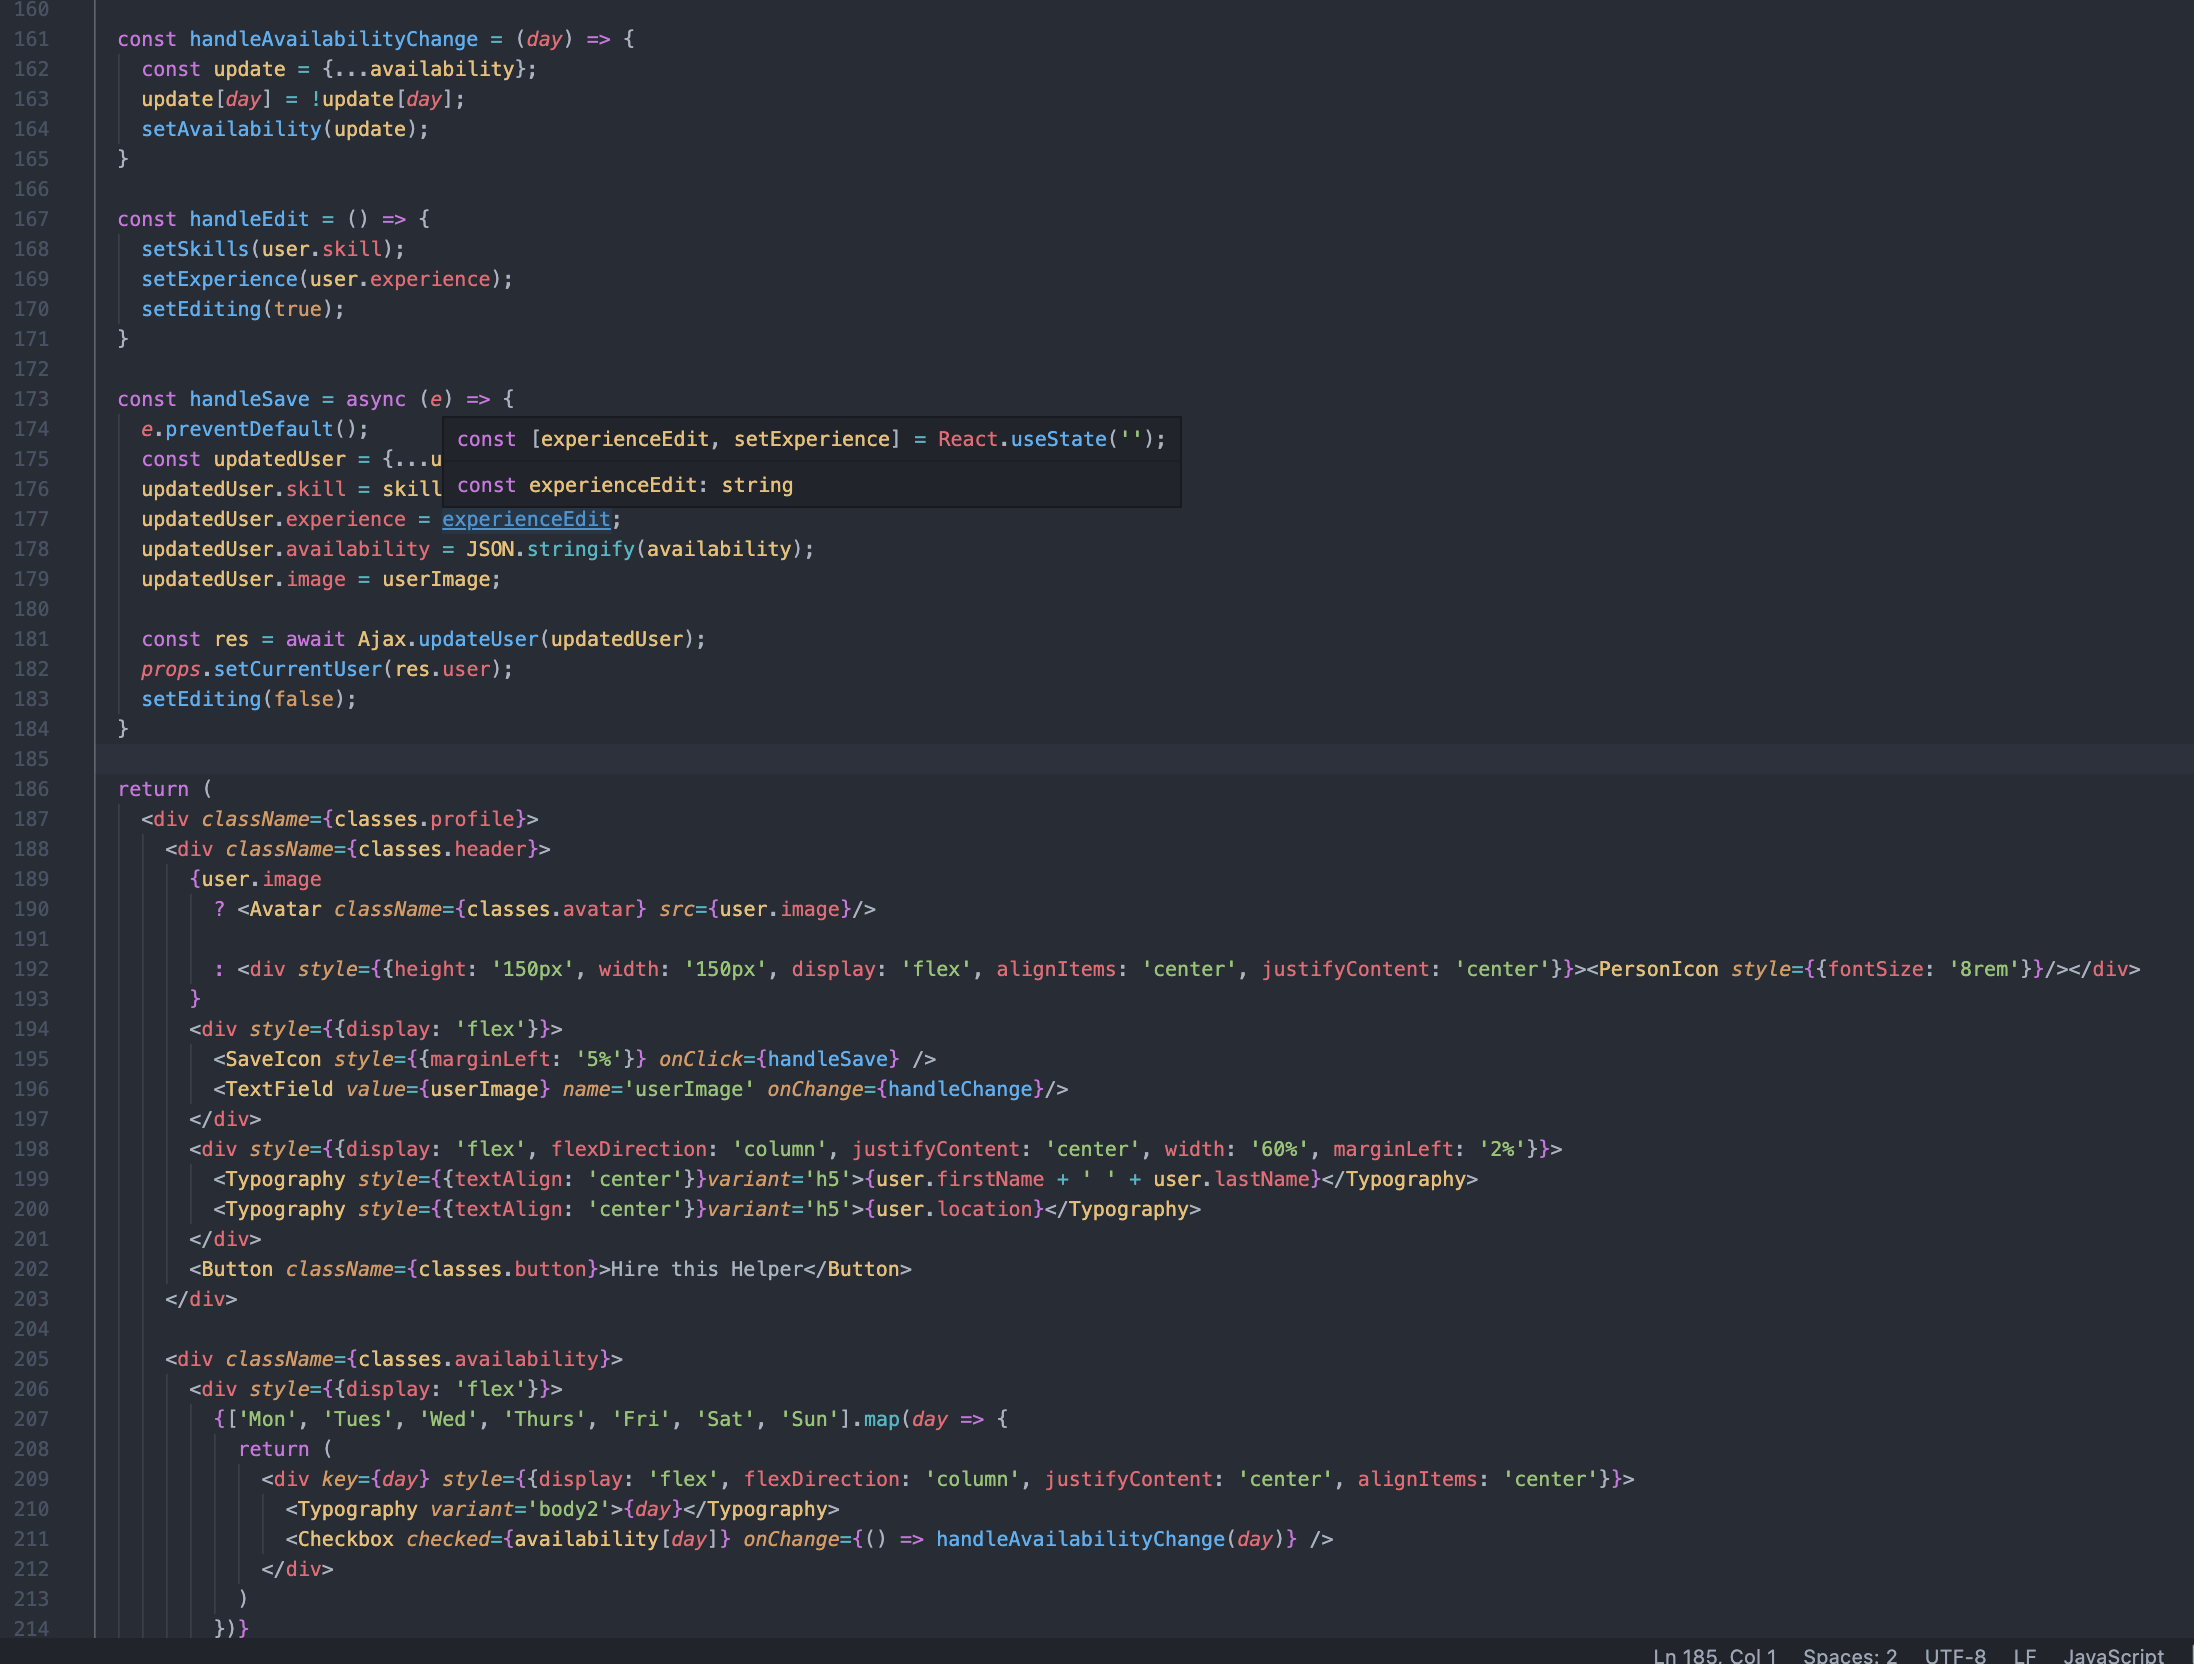 160
161 const handleAvailabilityChange = (day) => {
162 const update = {...availability};
163 update[day] = !update[day];
164 setAvailability(update);
165 }
166
167 const handleEdit = () => {
168 setSkills(user.skill);
169 setExperience(user.experience);
170 setEditing(true);
171 }
172
173 const handleSave = async (e) => {
174 e.preventDefault();
const [experienceEdit, setExperience] = React.useState('');
175 const updatedUser = {...u
176 updatedUser.skill = skill
const experienceEdit: string
177 updatedUser.experience = experienceEdit;
178 updatedUser.availability = JSON.stringify(availability);
179 updatedUser.image = userImage;
180
181 const res = await Ajax.updateUser(updatedUser);
182 props.setCurrentUser(res.user);
183 setEditing(false);
184 }
185
186 return (
187 <div className={classes.profile}>
188 <div className={classes.header}>
189 {user.image
190 ? <Avatar className={classes.avatar} src={user.image}/>
191
192 : <div style={{height: '150px', width: '150px', display: 'flex', alignItems: 'center', justifyContent: 'center'}}><PersonIcon style={{fontSize: '8rem'}}/></div>
193 }
194 <div style={{display: 'flex'}}>
195 <SaveIcon style={{marginLeft: '5%'}} onClick={handleSave} />
196 <TextField value={userImage} name='userImage' onChange={handleChange}/>
197 </div>
198 <div style={{display: 'flex', flexDirection: 'column', justifyContent: 'center', width: '60%', marginLeft: '2%'}}>
199 <Typography style={{textAlign: 'center'}}variant='h5'>{user.firstName + ' ' + user.lastName}</Typography>
200 <Typography style={{textAlign: 'center'}}variant='h5'>{user.location}</Typography>
201 </div>
202 <Button className={classes.button}>Hire this Helper</Button>
203 </div>
204
205 <div className={classes.availability}>
206 <div style={{display: 'flex'}}>
207 {['Mon', 'Tues', 'Wed', 'Thurs', 'Fri', 'Sat', 'Sun'].map(day => {
208 return (
209 <div key={day} style={{display: 'flex', flexDirection: 'column', justifyContent: 'center', alignItems: 'center'}}>
210 <Typography variant='body2'>{day}</Typography>
211 <Checkbox checked={availability[day]} onChange={() => handleAvailabilityChange(day)} />
212 </div>
213 )
214 })}
Ln 185, Col 1 Spaces: 2 UTF-8 LF JavaScript